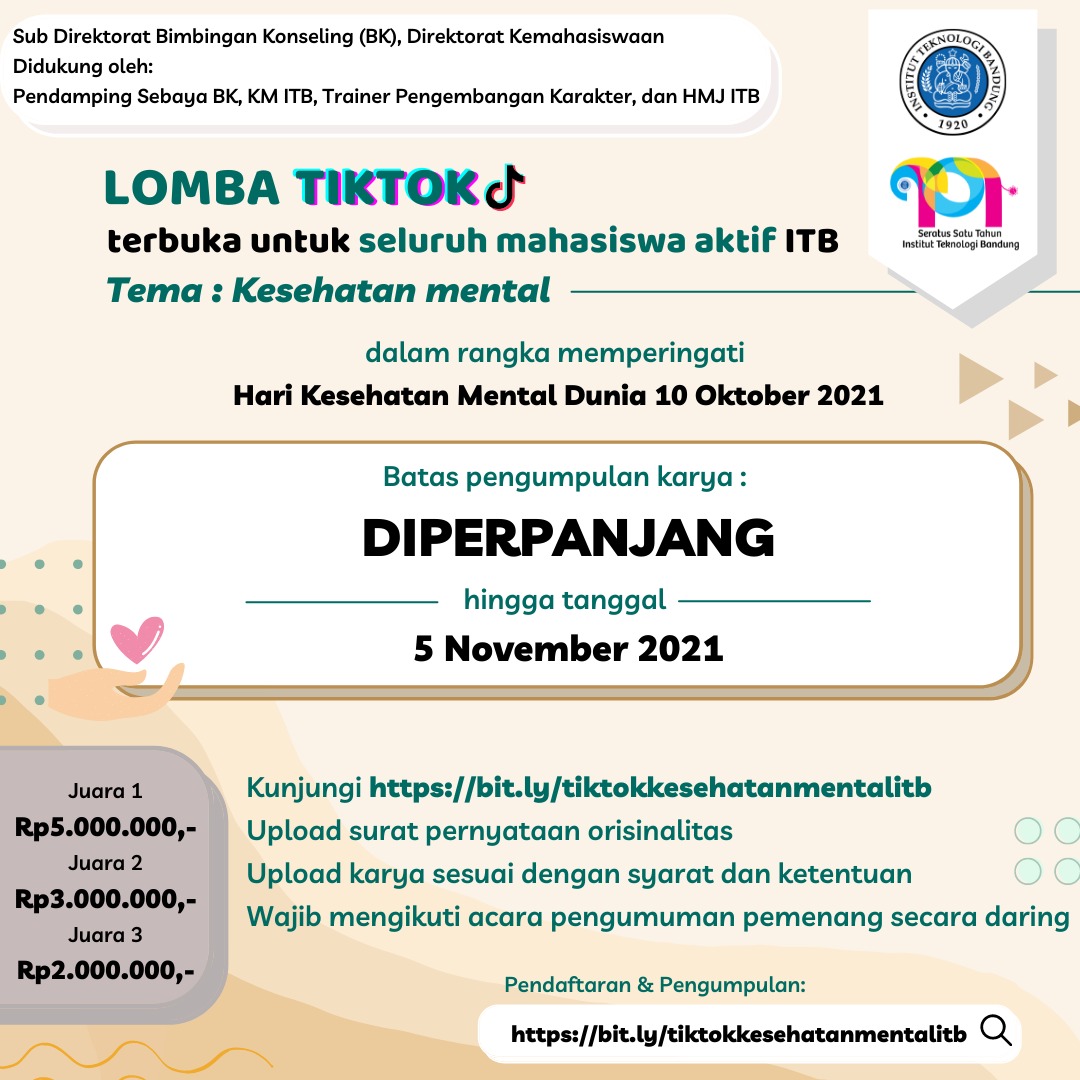 Sub Direktorat Bimbingan Konseling (BK), Direktorat Kemahasiswaan
Didukung oleh:
Pendamping Sebaya BK, KM ITB, Trainer Pengembangan Karakter, dan HMJ ITB
INSTITUT TEKNOLOGI BANDUNG
1920
101
Seratus Satu Tahun
Institut Teknologi Bandung
LOMBA TIKTOK
terbuka untuk seluruh mahasiswa aktif ITB
Tema : Kesehatan mental
dalam rangka memperingati
Hari Kesehatan Mental Dunia 10 Oktober 2021
Batas pengumpulan karya :
DIPERPANJANG
hingga tanggal
5 November 2021
Juara 1
Rp5.000.000,-
Juara 2
Rp3.000.000,-
Juara 3
Rp2.000.000,-
Kunjungi https://bit.ly/tiktokkesehatanmentalitb
Upload surat pernyataan orisinalitas
Upload karya sesuai dengan syarat dan ketentuan
Wajib mengikuti acara pengumuman pemenang secara daring
Pendaftaran & Pengumpulan:
https://bit.ly/tiktokkesehatanmentalitb